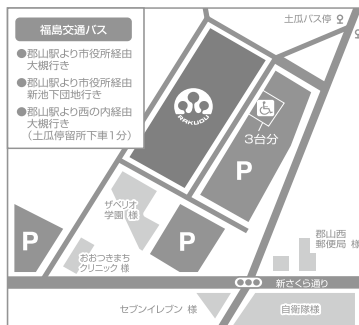 福島交通バス
●郡山駅より市役所経由
大槻行き
●郡山駅より市役所経由
新池下団地行き
●郡山駅より西の内経由
大槻行き
(土瓜停留所下車1分)
土瓜バス停
RAKUDU
3台分
P
ザベリオ
学園 様
P
P
おおつきまち
クリニック 様
郡山西
郵便局 様
新さくら通り
セブンイレブン 様
自衛隊様